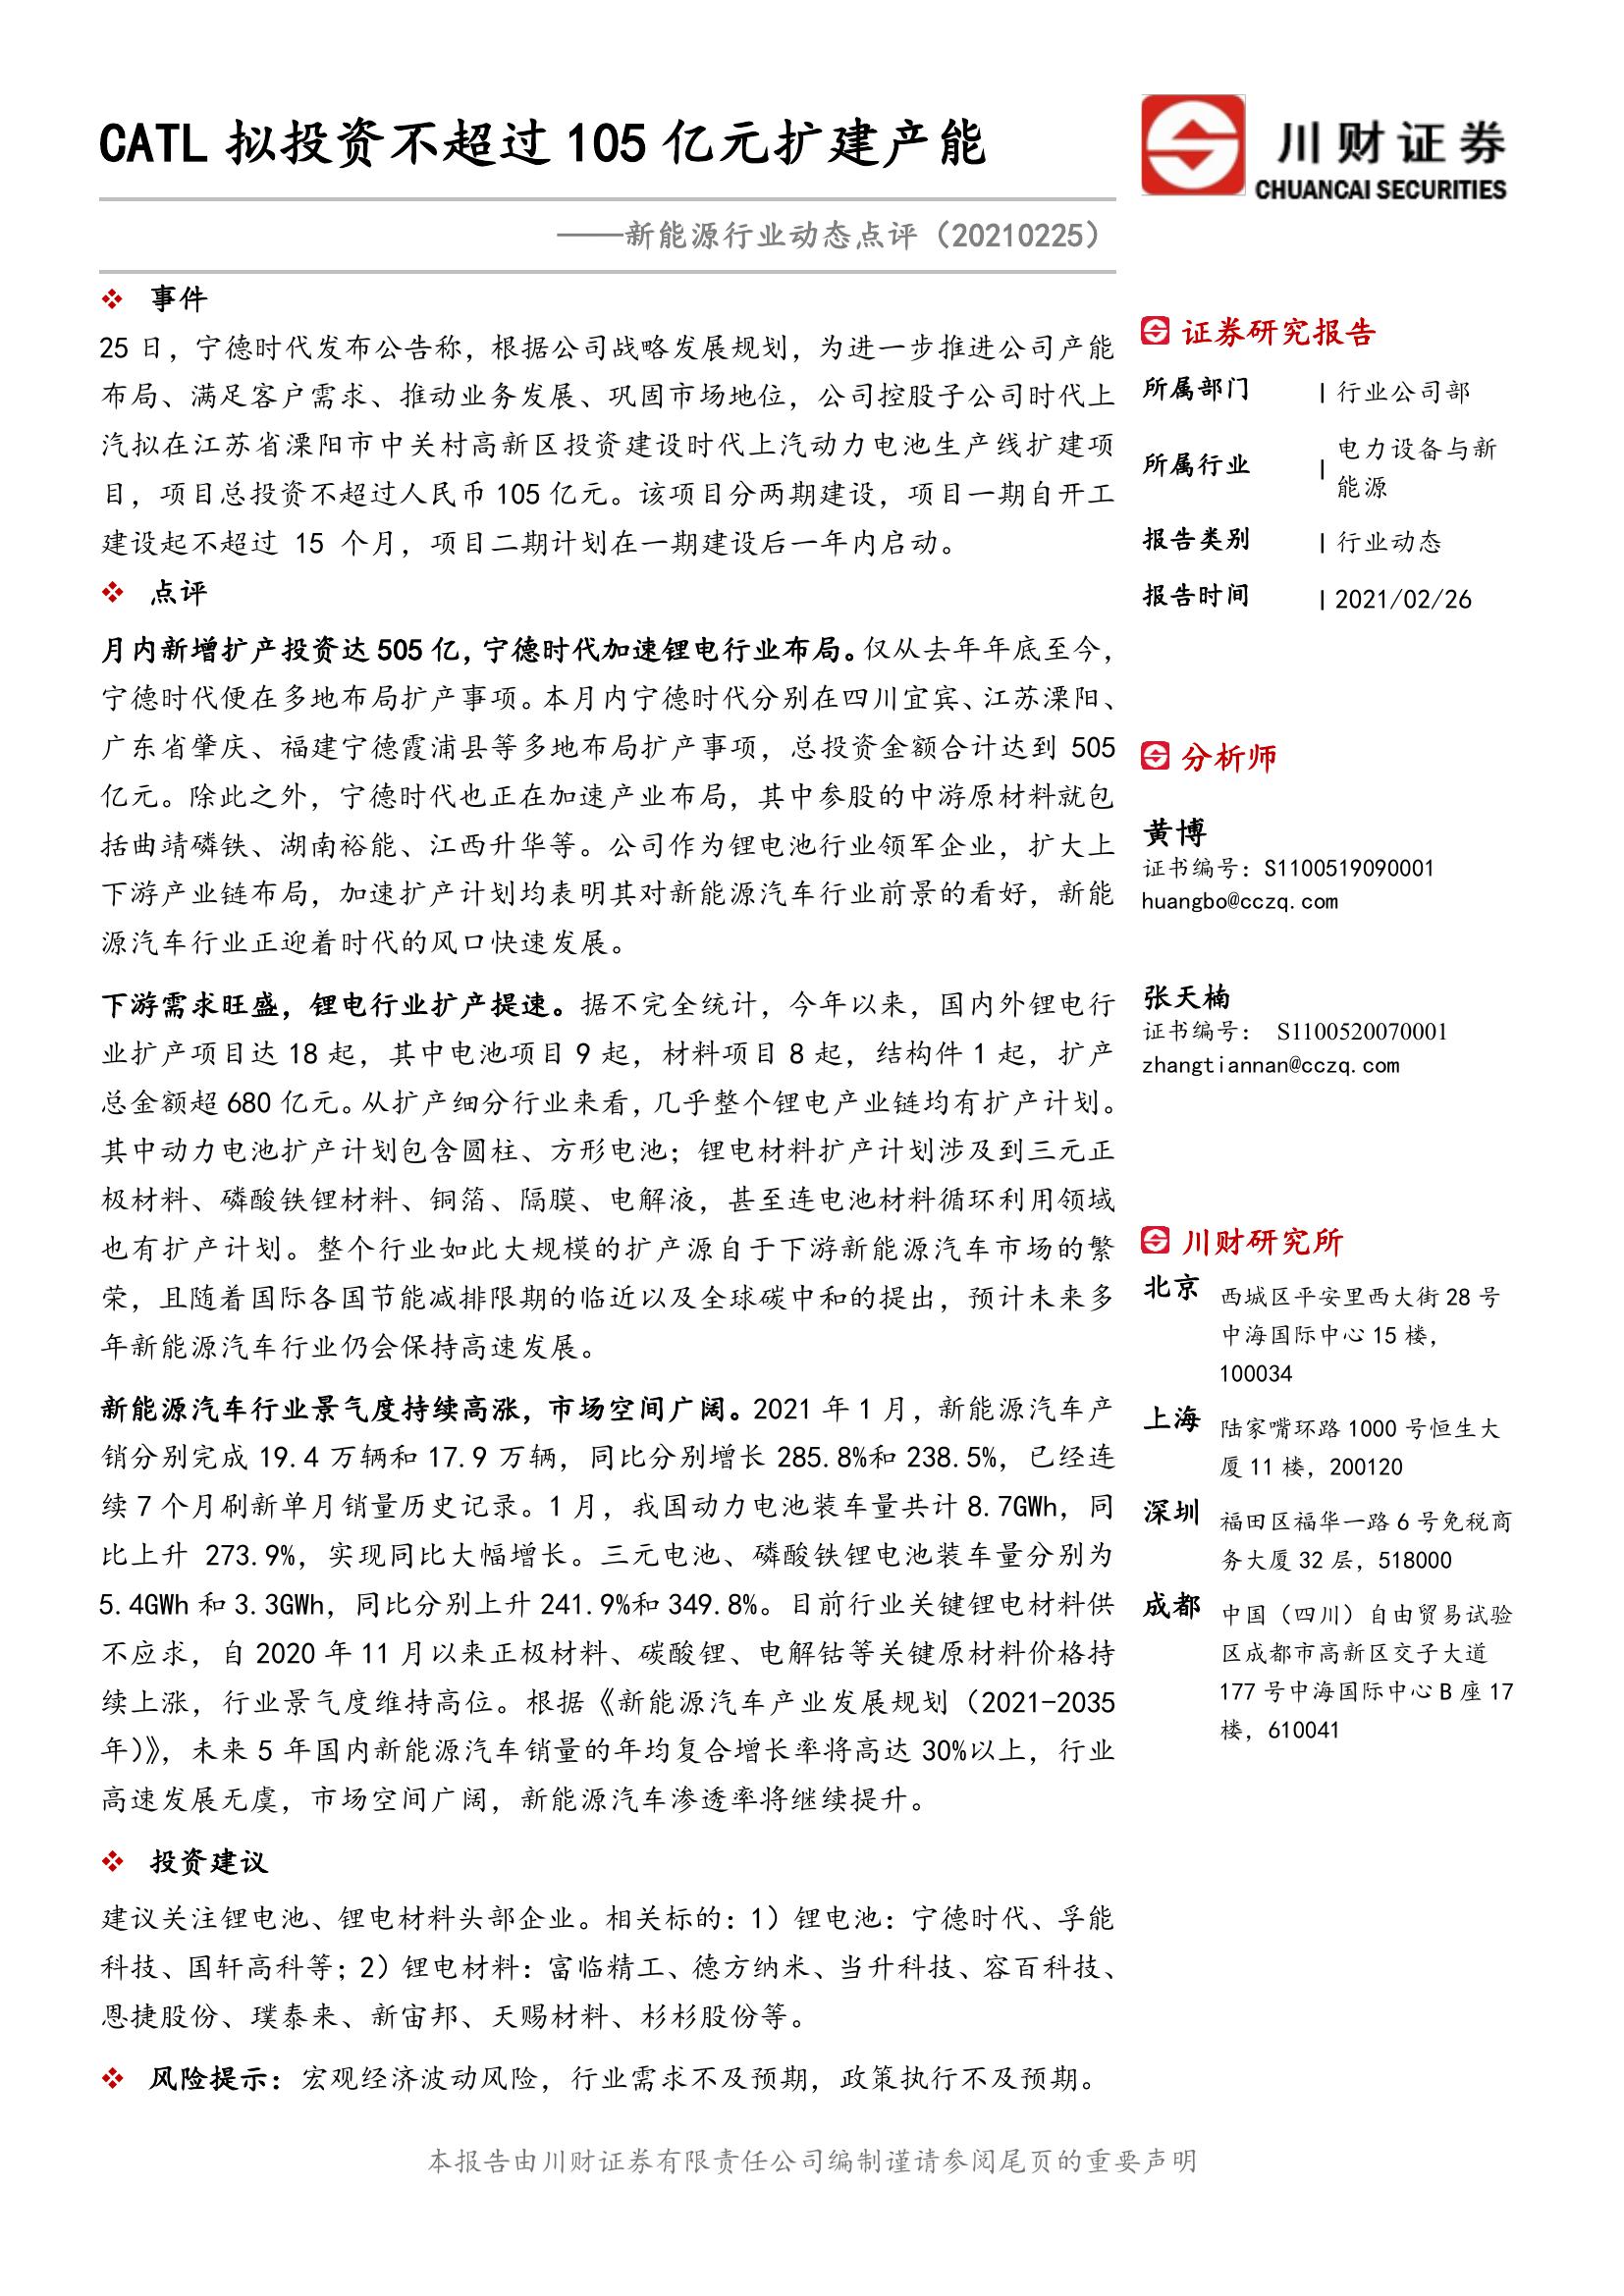 CATL 拟投资不超过 105 亿元扩建产能
——新能源行业动态点评（20210225）
川财证券
CHUANCAI SECURITIES
❖ 事件
25 日，宁德时代发布公告称，根据公司战略发展规划，为进一步推进公司产能
布局、满足客户需求、推动业务发展、巩固市场地位，公司控股子公司时代上
汽拟在江苏省溧阳市中关村高新区投资建设时代上汽动力电池生产线扩建项
目，项目总投资不超过人民币 105 亿元。该项目分两期建设，项目一期自开工
建设起不超过 15 个月，项目二期计划在一期建设后一年内启动。
❖ 点评
月内新增扩产投资达 505 亿，宁德时代加速锂电行业布局。仅从去年年底至今，
宁德时代便在多地布局扩产事项。本月内宁德时代分别在四川宜宾、江苏溧阳、
广东省肇庆、福建宁德霞浦县等多地布局扩产事项，总投资金额合计达到 505
亿元。除此之外，宁德时代也正在加速产业布局，其中参股的中游原材料就包
括曲靖磷铁、湖南裕能、江西升华等。公司作为锂电池行业领军企业，扩大上
下游产业链布局，加速扩产计划均表明其对新能源汽车行业前景的看好，新能
源汽车行业正迎着时代的风口快速发展。
下游需求旺盛，锂电行业扩产提速。据不完全统计，今年以来，国内外锂电行
业扩产项目达 18 起，其中电池项目 9 起，材料项目 8 起，结构件 1 起，扩产
总金额超 680 亿元。从扩产细分行业来看，几乎整个锂电产业链均有扩产计划。
其中动力电池扩产计划包含圆柱、方形电池；锂电材料扩产计划涉及到三元正
极材料、磷酸铁锂材料、铜箔、隔膜、电解液，甚至连电池材料循环利用领域
也有扩产计划。整个行业如此大规模的扩产源自于下游新能源汽车市场的繁
荣，且随着国际各国节能减排限期的临近以及全球碳中和的提出，预计未来多
年新能源汽车行业仍会保持高速发展。
新能源汽车行业景气度持续高涨，市场空间广阔。2021 年 1 月，新能源汽车产
销分别完成 19.4 万辆和 17.9 万辆，同比分别增长 285.8%和 238.5%，已经连
续 7 个月刷新单月销量历史记录。1 月，我国动力电池装车量共计 8.7GWh，同
比上升 273.9%，实现同比大幅增长。三元电池、磷酸铁锂电池装车量分别为
5.4GWh 和 3.3GWh，同比分别上升 241.9%和 349.8%。目前行业关键锂电材料供
不应求，自 2020 年 11 月以来正极材料、碳酸锂、电解钴等关键原材料价格持
续上涨，行业景气度维持高位。根据《新能源汽车产业发展规划（2021-2035
年）》，未来 5 年国内新能源汽车销量的年均复合增长率将高达 30%以上，行业
高速发展无虞，市场空间广阔，新能源汽车渗透率将继续提升。
❖ 投资建议
建议关注锂电池、锂电材料头部企业。相关标的：1）锂电池：宁德时代、孚能
科技、国轩高科等；2）锂电材料：富临精工、德方纳米、当升科技、容百科技、
恩捷股份、璞泰来、新宙邦、天赐材料、杉杉股份等。
❖ 风险提示：宏观经济波动风险，行业需求不及预期，政策执行不及预期。
证券研究报告
所属部门 | 行业公司部
所属行业 | 电力设备与新
能源
报告类别 | 行业动态
报告时间 | 2021/02/26
分析师
黄博
证书编号：S1100519090001
huangbo@cczq.com
张天楠
证书编号： S1100520070001
zhangtiannan@cczq.com
川财研究所
北京 西城区平安里西大街 28 号
中海国际中心 15 楼，
100034
上海 陆家嘴环路 1000 号恒生大
厦 11 楼，200120
深圳 福田区福华一路 6 号免税商
务大厦 32 层，518000
成都 中国（四川）自由贸易试验
区成都市高新区交子大道
177 号中海国际中心 B 座 17
楼，610041
本报告由川财证券有限责任公司编制谨请参阅尾页的重要声明